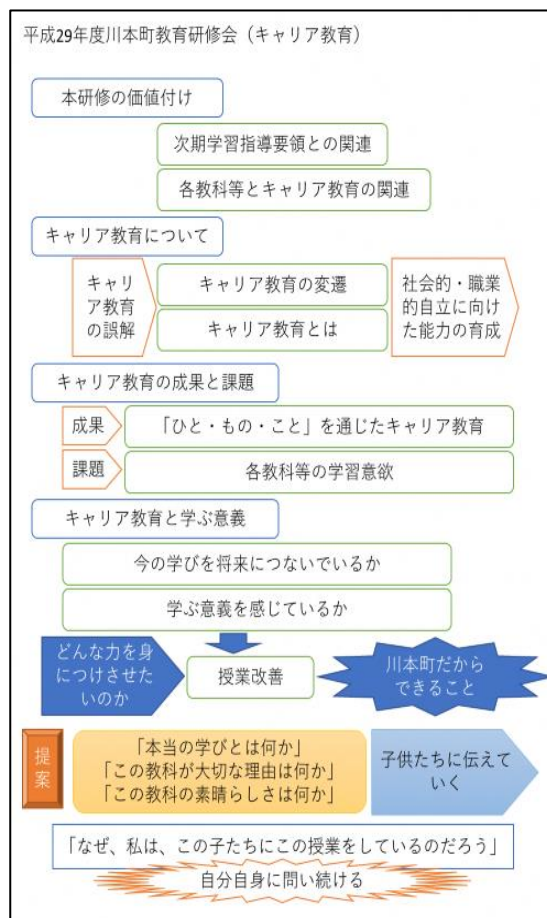 平成29年度川本町教育研修会（キャリア教育）
本研修の価値付け
次期学習指導要領との関連
各教科等とキャリア教育の関連
キャリア教育について
キャリ
ア教育
の誤解
キャリア教育の変遷
キャリア教育とは
社会的・職業
的自立に向け
た能力の育成
キャリア教育の成果と課題
成果
「ひと・もの・こと」を通じたキャリア教育
課題
各教科等の学習意欲
キャリア教育と学ぶ意義
今の学びを将来につないでいるか
学ぶ意義を感じているか
どんな力を身
につけさせた
いのか
授業改善
川本町だから
できること
提案
「本当の学びとは何か」
「この教科が大切な理由は何か」
「この教科の素晴らしさは何か」
子供たちに伝えて
いく
「なぜ、私は、この子たちにこの授業をしているのだろう」
自分自身に問い続ける